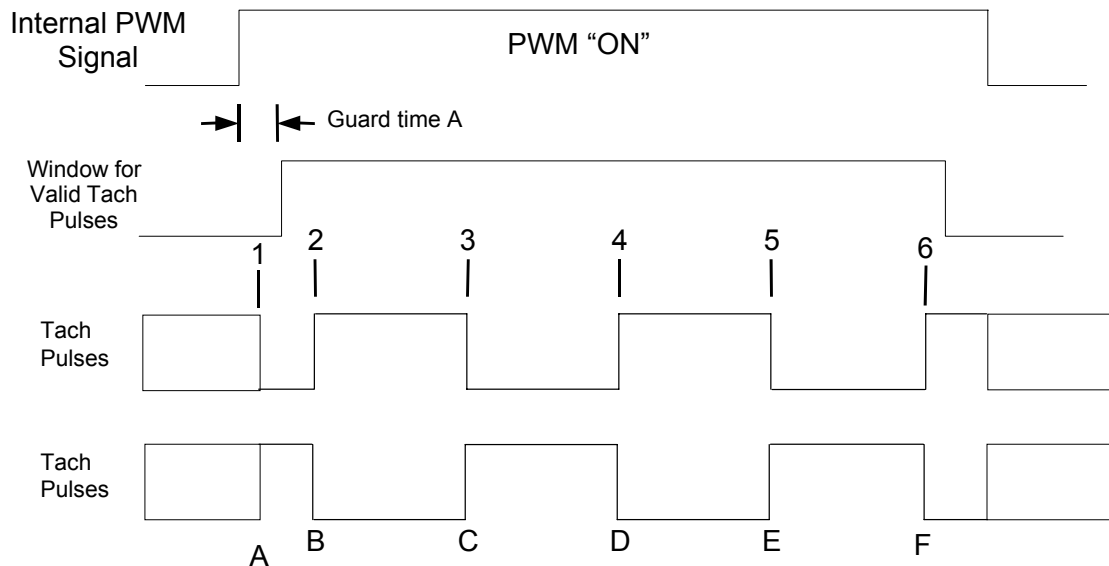 Internal PWM
Signal
PWM “ON”
Guard time A
Window for
Valid Tach
Pulses
1 2 3 4 5 6
Tach
Pulses
Tach
Pulses
A B C D E F